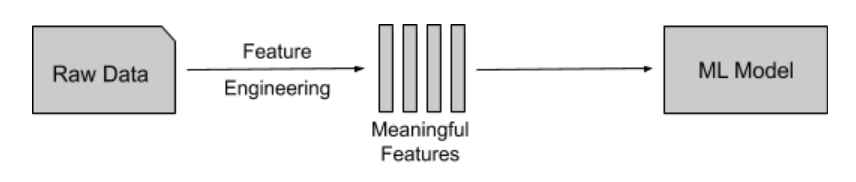 Raw Data
Feature
Engineering
Meaningful
Features
ML Model